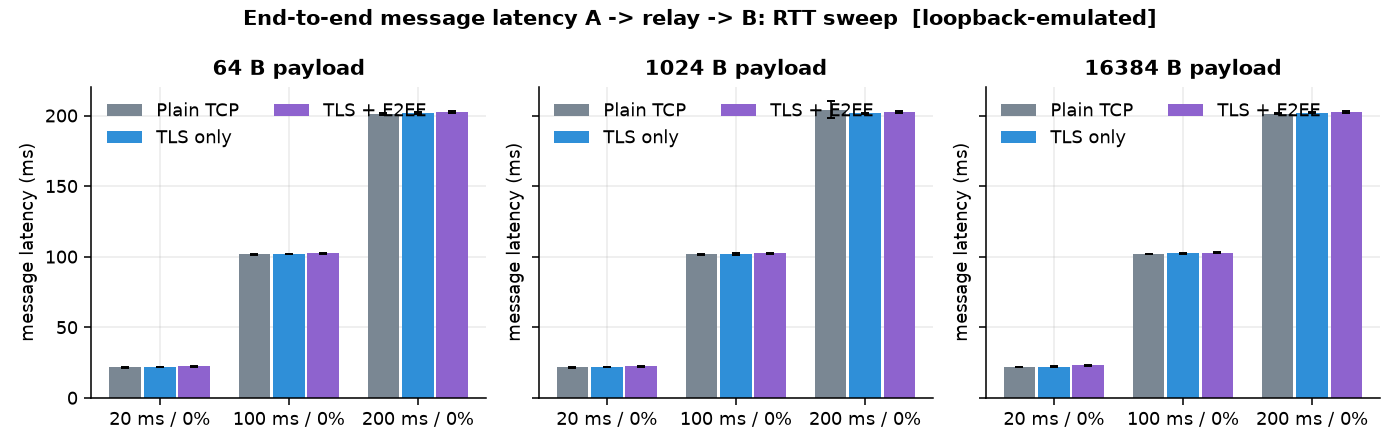 End-to-end message latency A -> relay -> B: RTT sweep [loopback-emulated]
64 B payload
message latency (ms)
200
150
100
50
0
Plain TCP
TLS only
TLS + E2EE
20 ms / 0%
100 ms / 0%
200 ms / 0%
1024 B payload
message latency (ms)
Plain TCP
TLS only
TLS + E2EE
20 ms / 0%
100 ms / 0%
200 ms / 0%
16384 B payload
message latency (ms)
Plain TCP
TLS only
TLS + E2EE
20 ms / 0%
100 ms / 0%
200 ms / 0%